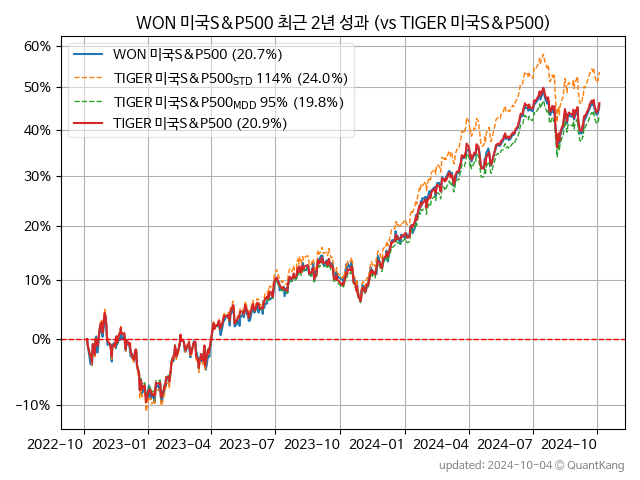 WON 미국S&P500 최근 2년 성과 (vs TIGER 미국S&P500)
60%
50%
40%
30%
20%
10%
0%
−10%
WON 미국S&P500 (20.7%)
TIGER 미국S&P500STD 114% (24.0%)
TIGER 미국S&P500MDD 95% (19.8%)
TIGER 미국S&P500 (20.9%)
2022-10 2023-01 2023-04 2023-07 2023-10 2024-01 2024-04 2024-07 2024-10
updated: 2024-10-04 © QuantKang